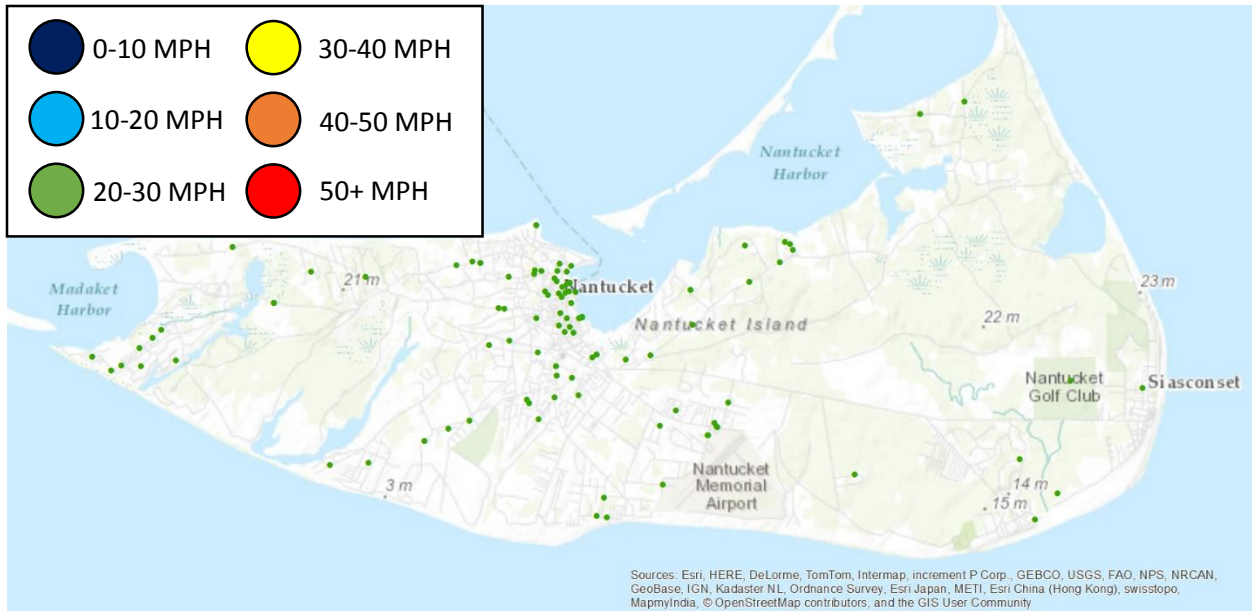 0-10 MPH
30-40 MPH
10-20 MPH
40-50 MPH
20-30 MPH
50+ MPH
Nantucket
Harbor
Madaket
Harbor
21 m
Nantucket
Nantucket Island
23 m
22 m
Nantucket
Golf Club
Siasconset
Nantucket
Memorial
Airport
3 m
14 m
15 m
Sources: Esri, HERE, DeLorme, TomTom, Intermap, increment P Corp., GEBCO, USGS, FAO, NPS, NRCAN,
GeoBase, IGN, Kadaster NL, Ordnance Survey, Esri Japan, METI, Esri China (Hong Kong), swisstopo,
MapmyIndia, © OpenStreetMap contributors, and the GIS User Community